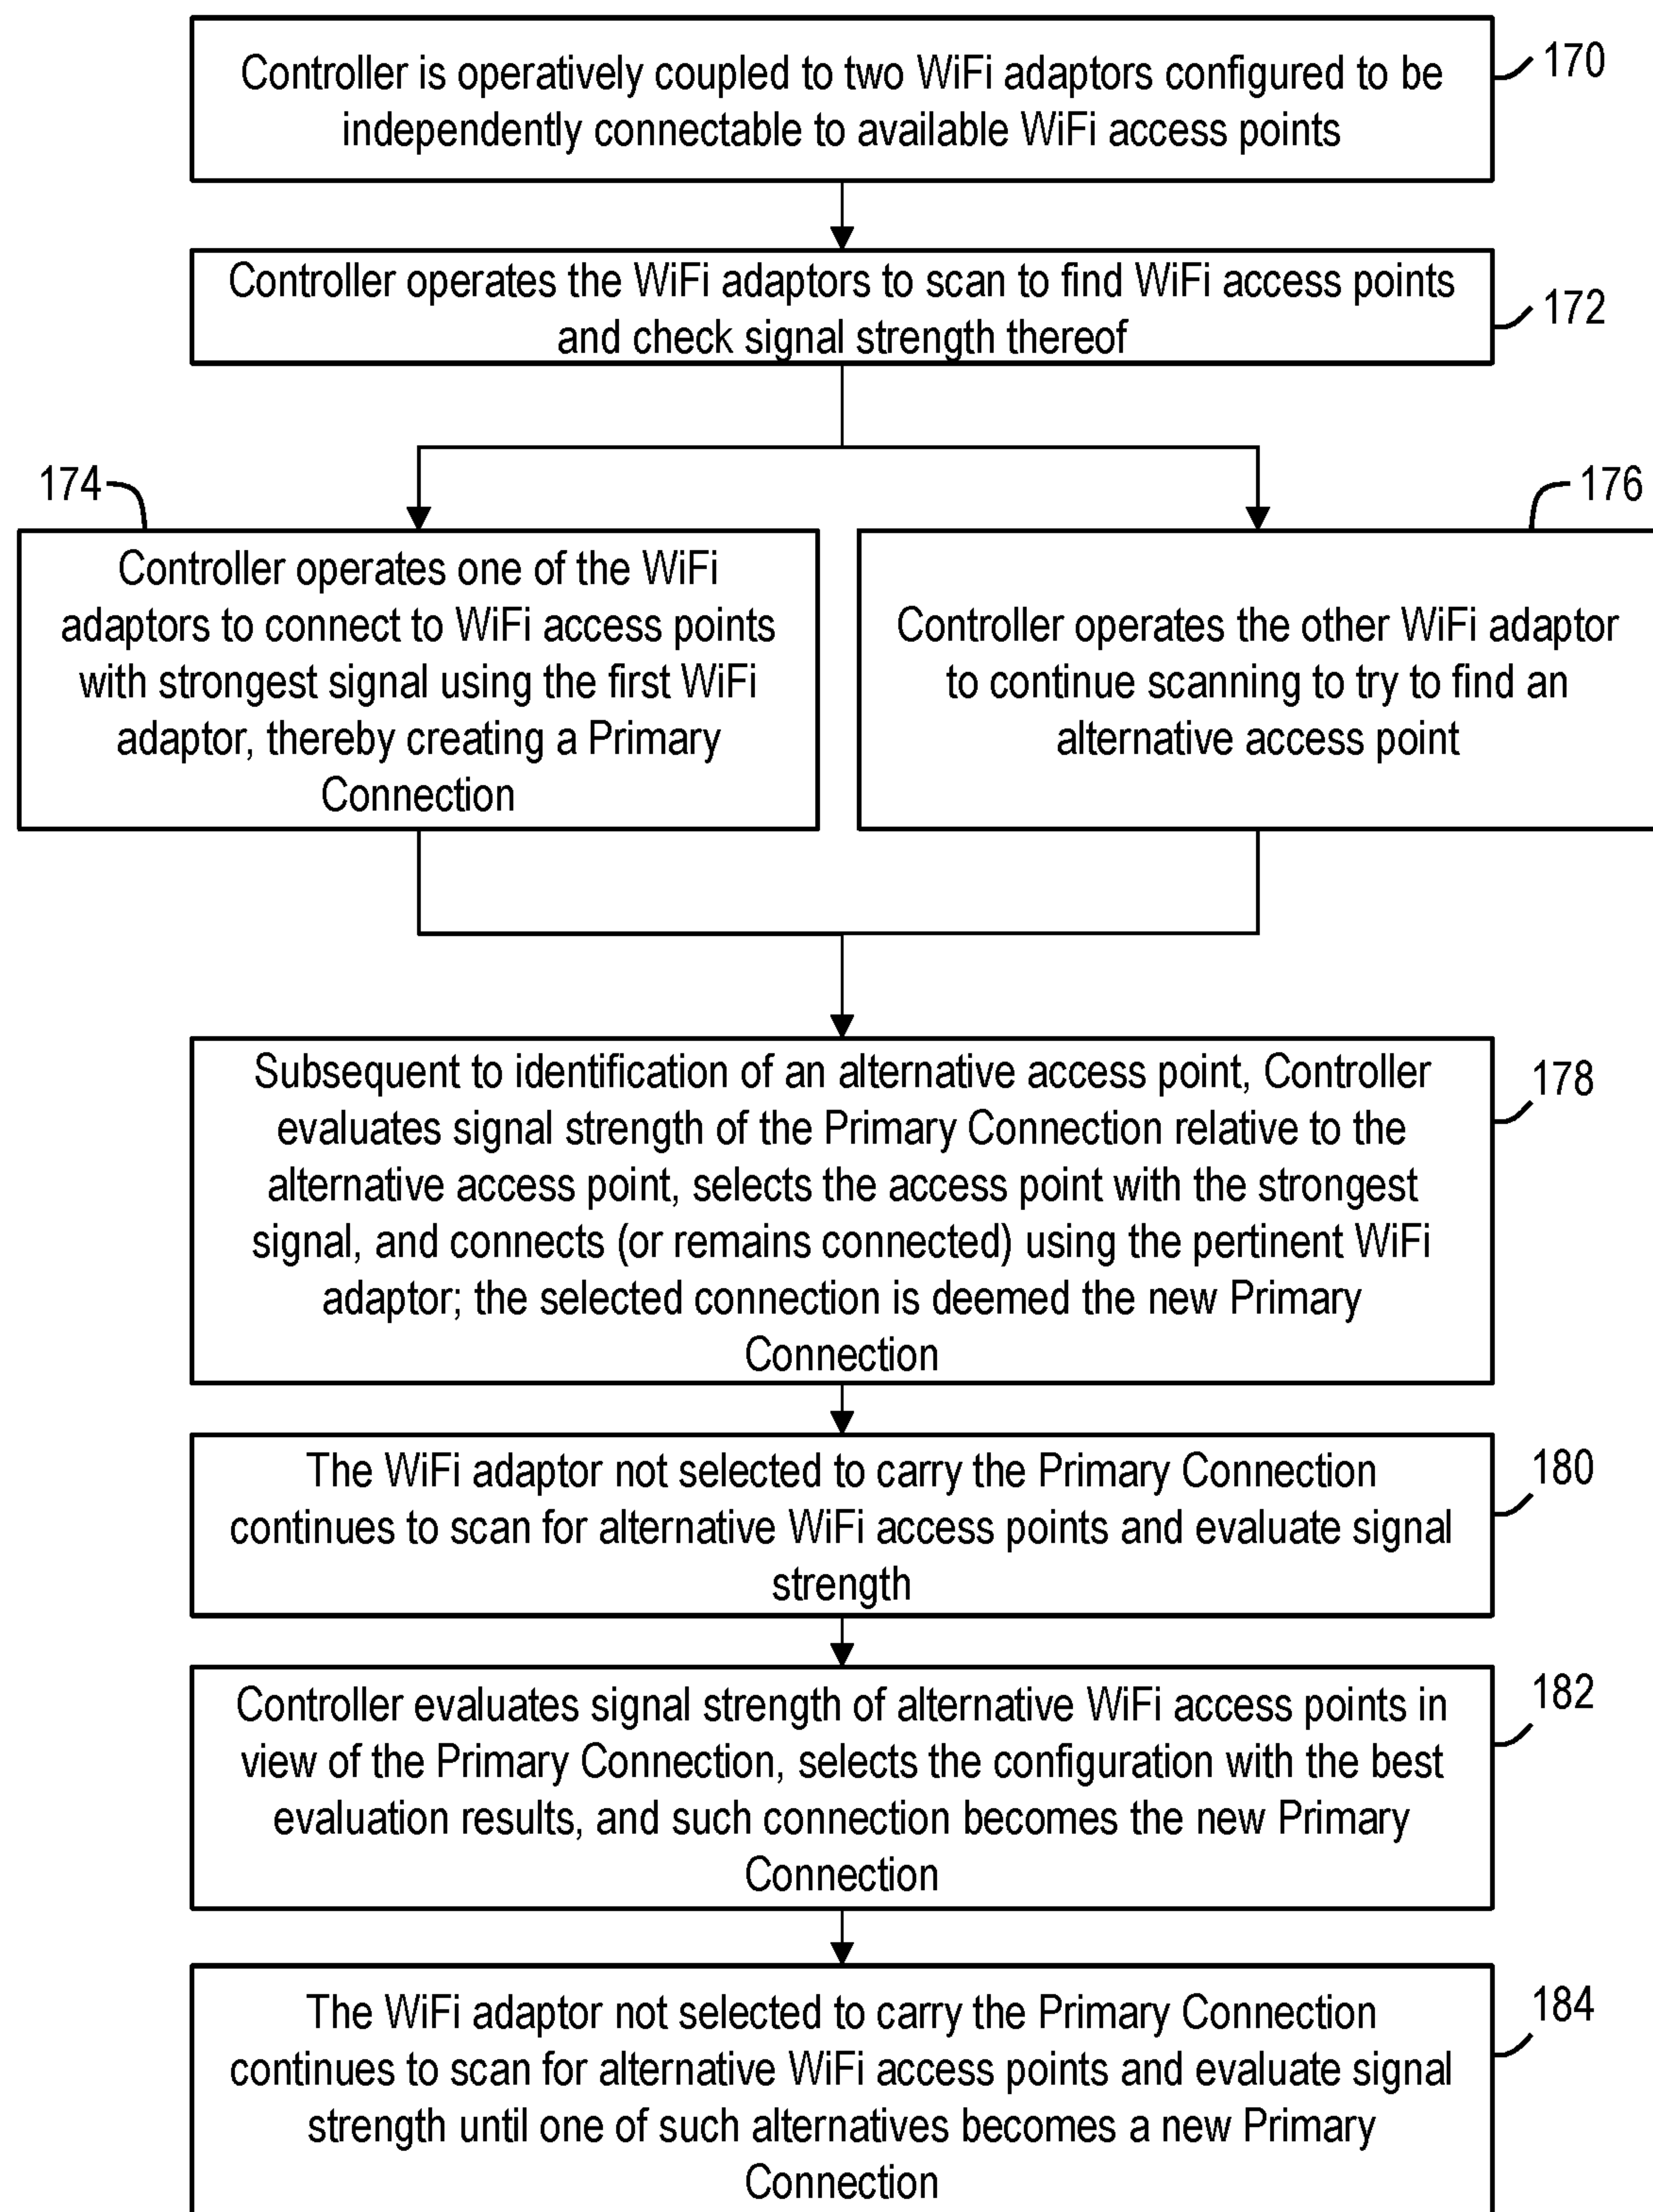 Controller is operatively coupled to two WiFi adaptors configured to be
independently connectable to available WiFi access points
170
Controller operates the WiFi adaptors to scan to find WiFi access points
and check signal strength thereof
172
174
Controller operates one of the WiFi
adaptors to connect to WiFi access points
with strongest signal using the first WiFi
adaptor, thereby creating a Primary
Connection
176
Controller operates the other WiFi adaptor
to continue scanning to try to find an
alternative access point
Subsequent to identification of an alternative access point, Controller
evaluates signal strength of the Primary Connection relative to the
alternative access point, selects the access point with the strongest
signal, and connects (or remains connected) using the pertinent WiFi
adaptor; the selected connection is deemed the new Primary
Connection
178
The WiFi adaptor not selected to carry the Primary Connection
continues to scan for alternative WiFi access points and evaluate signal
strength
180
Controller evaluates signal strength of alternative WiFi access points in
view of the Primary Connection, selects the configuration with the best
evaluation results, and such connection becomes the new Primary
Connection
182
The WiFi adaptor not selected to carry the Primary Connection
continues to scan for alternative WiFi access points and evaluate signal
strength until one of such alternatives becomes a new Primary
Connection
184